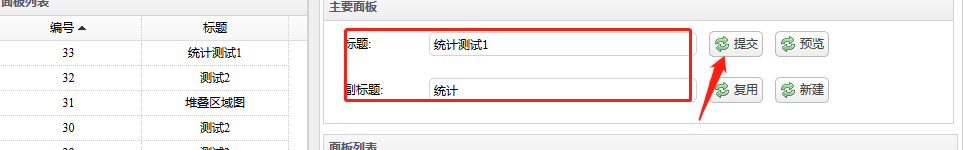 面板列表
编号 标题
33 统计测试1
32 测试2
31 堆叠区域图
30 测试2
主要面板
标题: 统计测试1 提交 预览
副标题: 统计 复用 新建
面板列表